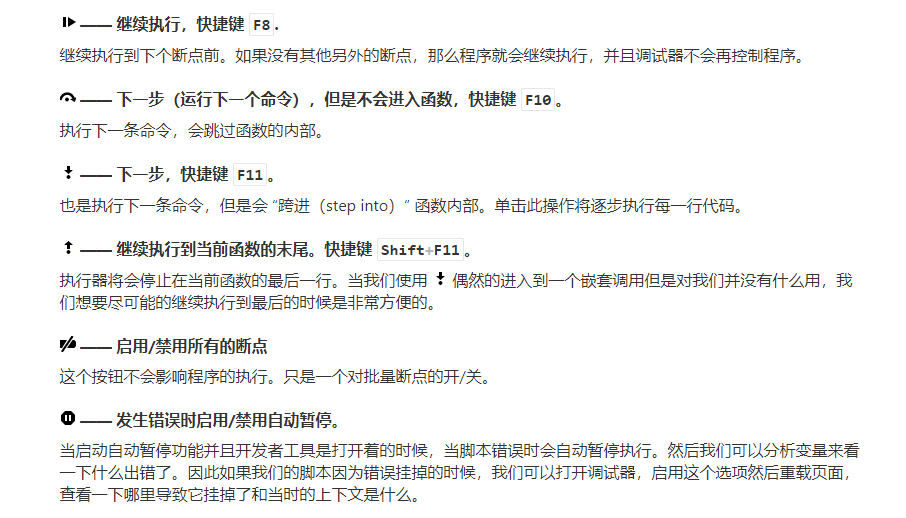 —— 继续执行，快捷键 F8.
继续执行到下个断点前。如果没有其他另外的断点，那么程序就会继续执行，并且调试器不会再控制程序。
—— 下一步（运行下一个命令），但是不会进入函数，快捷键 F10。
执行下一条命令，会跳过函数的内部。
—— 下一步，快捷键 F11。
也是执行下一条命令，但是会 “跨进（step into）” 函数内部。单击此操作将逐步执行每一行代码。
—— 继续执行到当前函数的末尾。快捷键 Shift+F11。
执行器将会停止在当前函数的最后一行。当我们使用 偶然的进入到一个嵌套调用但是对我们并没有什么用，我
们想要尽可能的继续执行到最后的时候是非常方便的。
—— 启用/禁用所有的断点
这个按钮不会影响程序的执行。只是一个对批量断点的开/关。
—— 发生错误时启用/禁用自动暂停。
当启动自动暂停功能并且开发者工具是打开着的时候，当脚本错误时会自动暂停执行。然后我们可以分析变量来看
一下什么出错了。因此如果我们的脚本因为错误挂掉的时候，我们可以打开调试器，启用这个选项然后重载页面，
查看一下哪里导致它挂掉了和当时的上下文是什么。